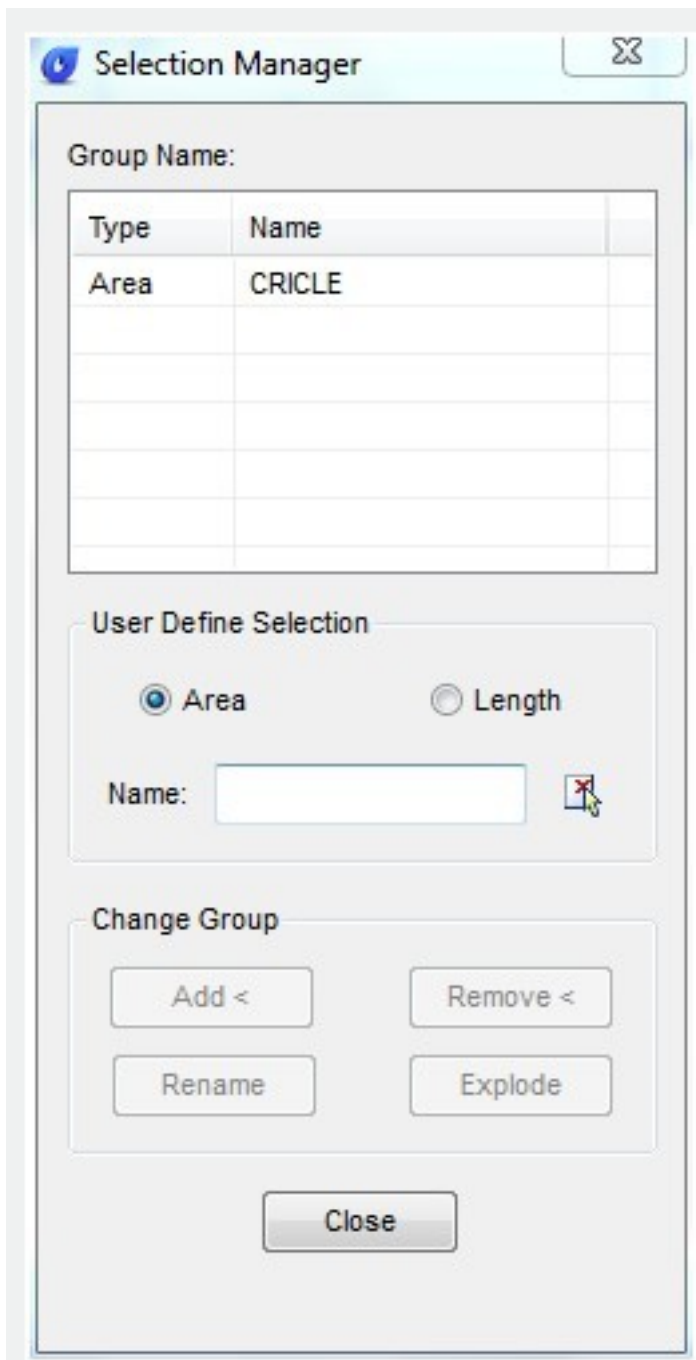 Selection Manager
Group Name:
Type Name
Area CRICLE
User Define Selection
Area Length
Name:
Change Group
Add < Remove <
Rename Explode
Close